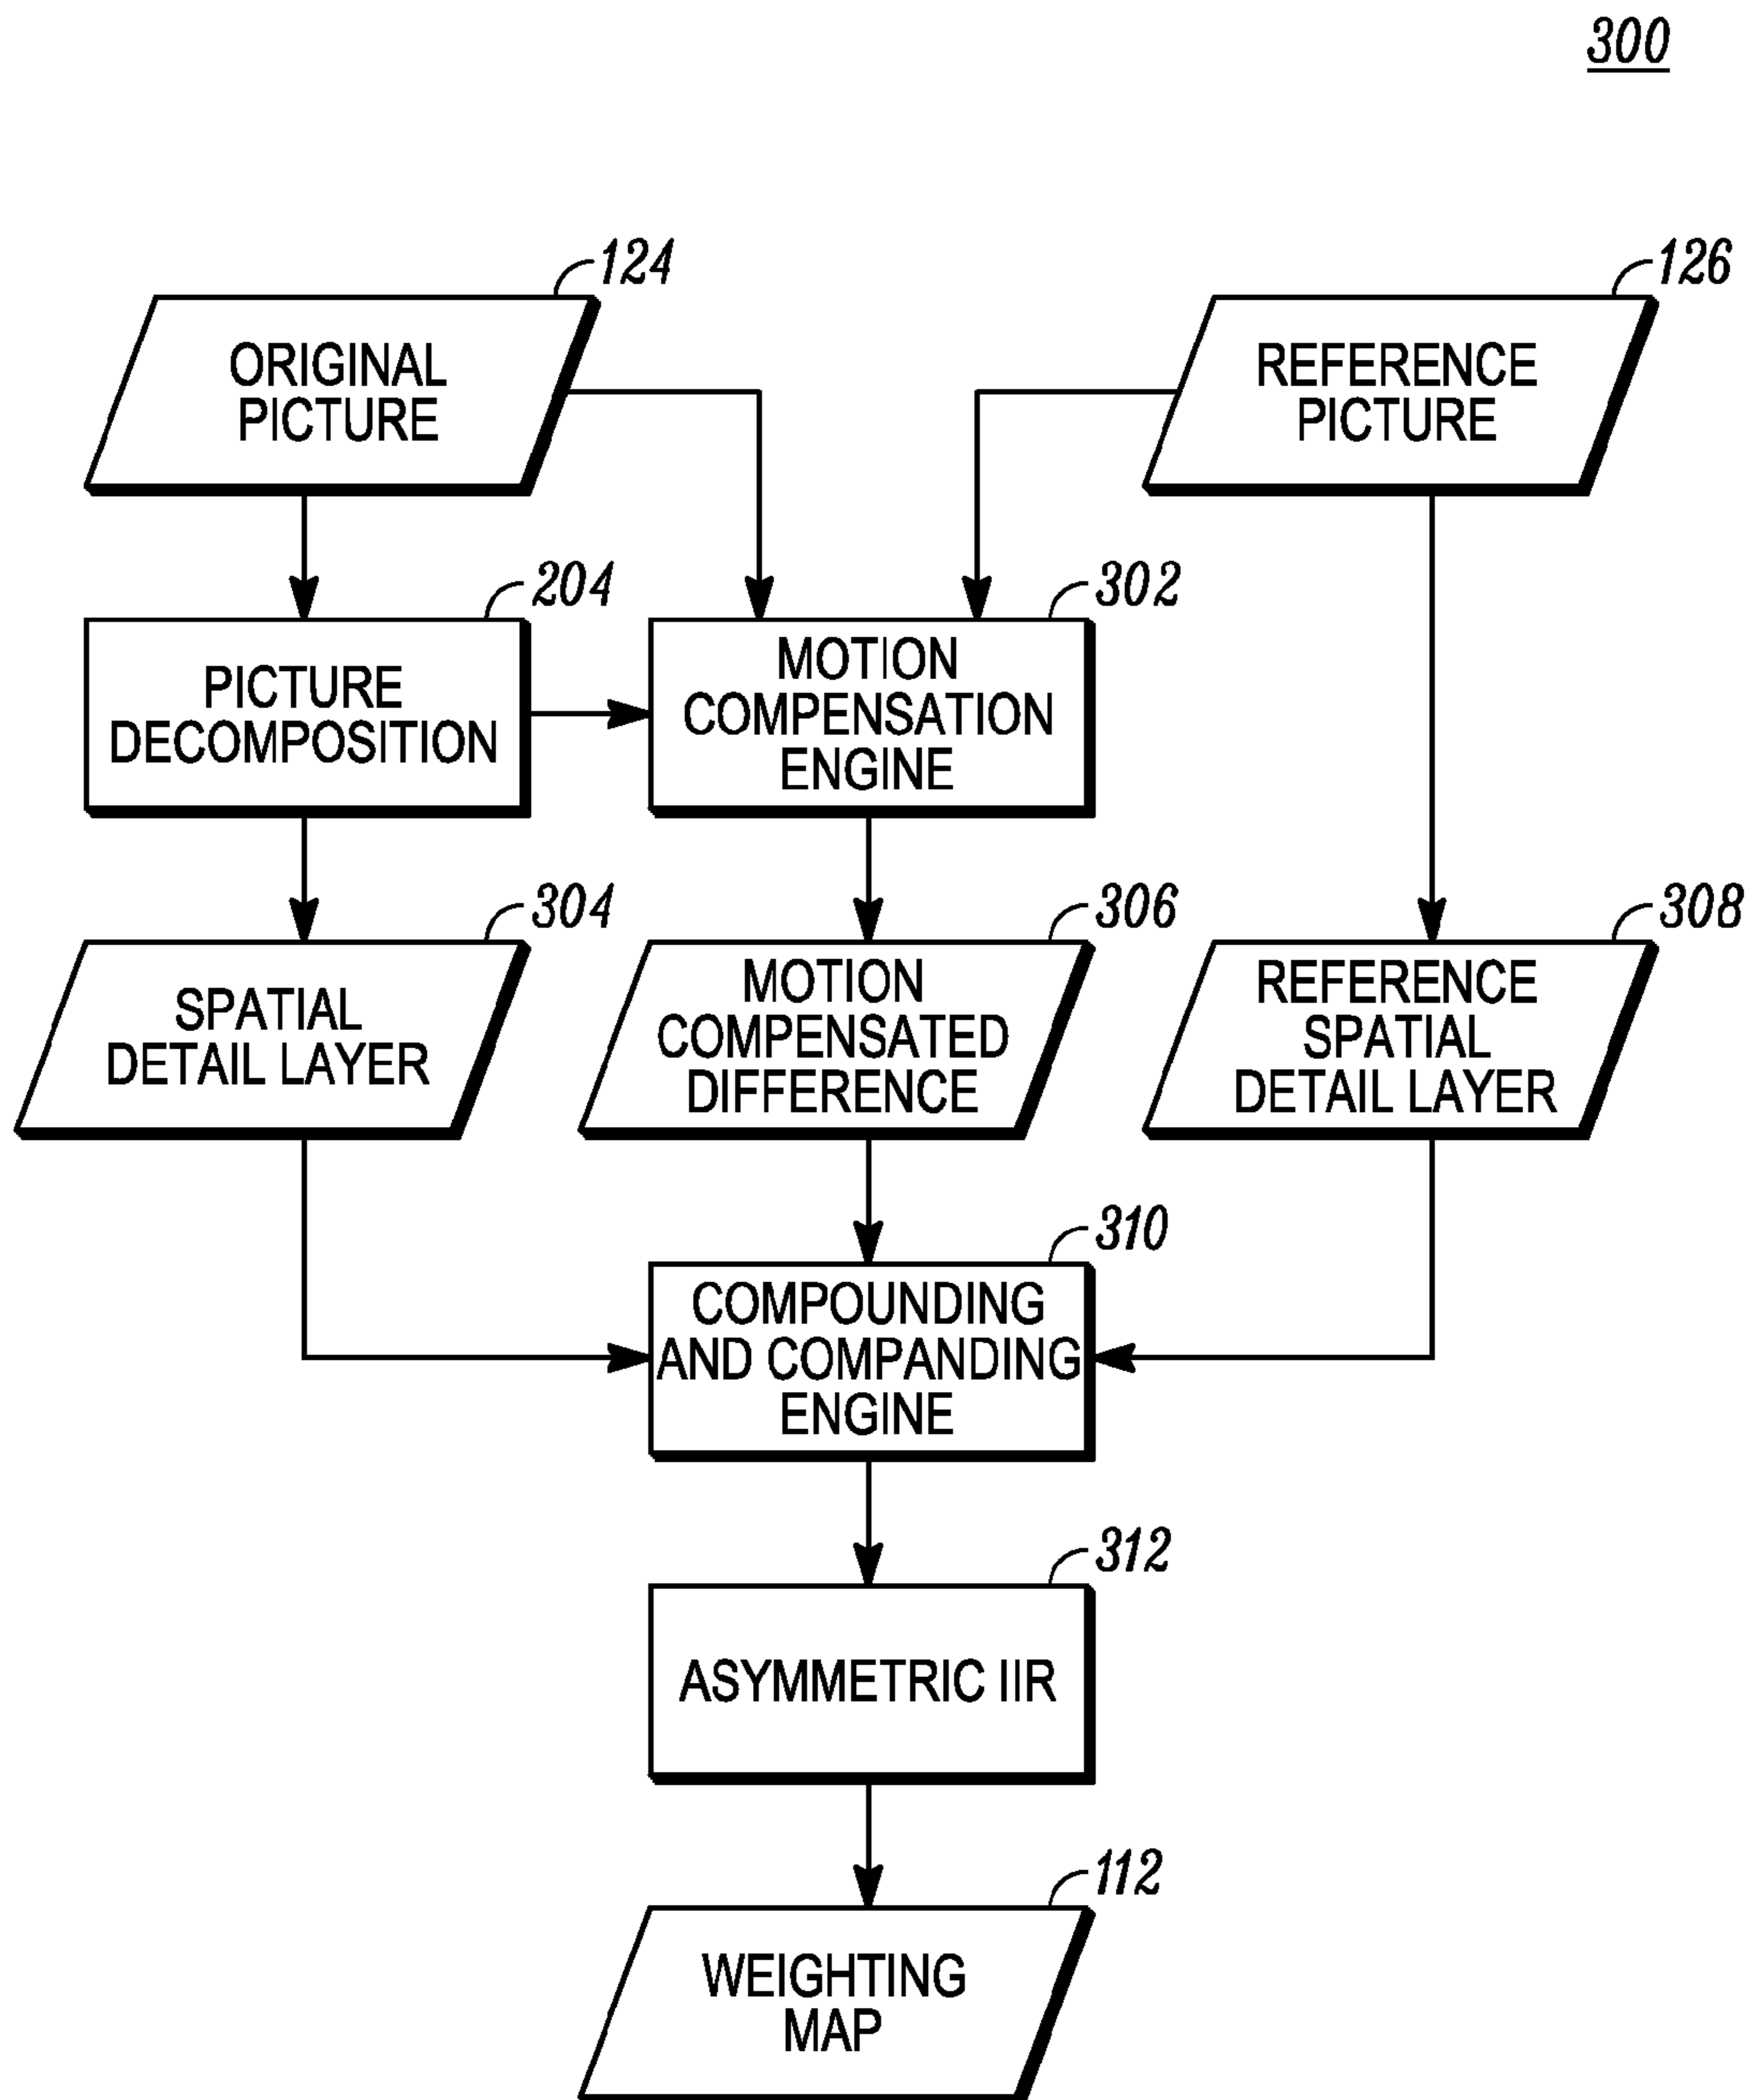 300
124
126
ORIGINAL
PICTURE
REFERENCE
PICTURE
204
302
PICTURE
DECOMPOSITION
MOTION
COMPENSATION
ENGINE
304
306
308
SPATIAL
DETAIL LAYER
MOTION
COMPENSATED
DIFFERENCE
REFERENCE
SPATIAL
DETAIL LAYER
310
COMPOUNDING
AND COMPANDING
ENGINE
312
ASYMMETRIC IIR
112
WEIGHTING
MAP